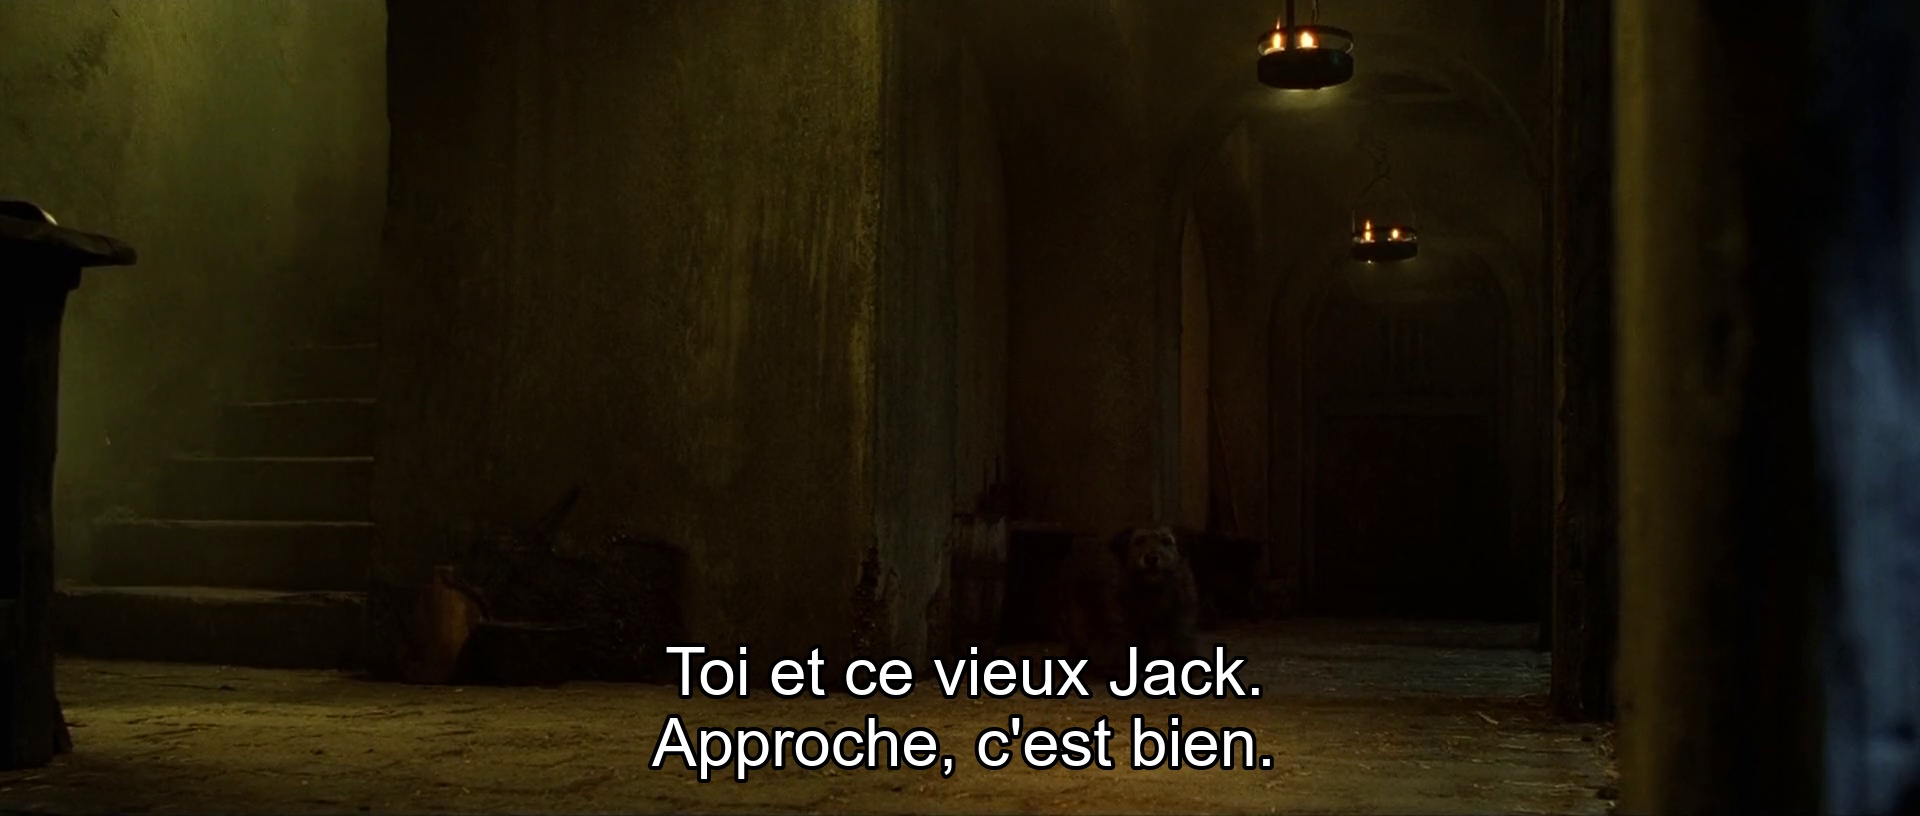 Toi et ce vieux Jack.
Approche, c'est bien.